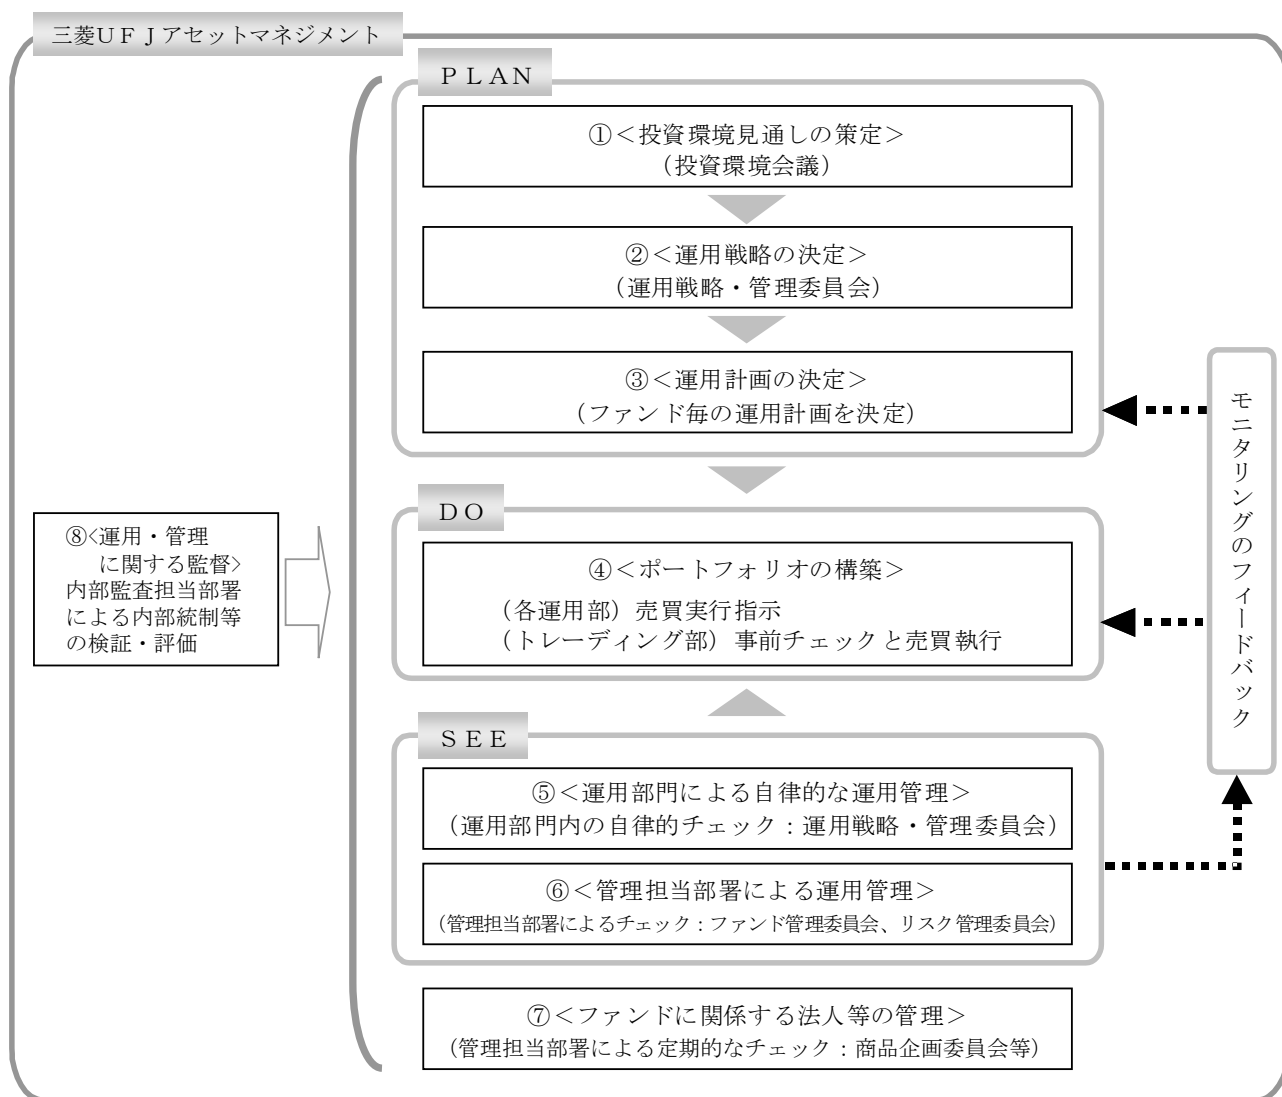 三菱ＵＦＪアセットマネジメント
ＰＬＡＮ
①＜投資環境見通しの策定＞
（投資環境会議）
②＜運用戦略の決定＞
（運用戦略・管理委員会）
③＜運用計画の決定＞
（ファンド毎の運用計画を決定）
ＤＯ
④＜ポートフォリオの構築＞
（各運用部）売買実行指示
（トレーディング部）事前チェックと売買執行
ＳＥＥ
⑤＜運用部門による自律的な運用管理＞
（運用部門内の自律的チェック：運用戦略・管理委員会）
⑥＜管理担当部署による運用管理＞
（管理担当部署によるチェック：ファンド管理委員会、リスク管理委員会）
⑦＜ファンドに関係する法人等の管理＞
（管理担当部署による定期的なチェック：商品企画委員会等）
⑧<運用・管理
に関する監督>
内部監査担当部署
による内部統制等
の検証・評価
モニタリングのフィードバック